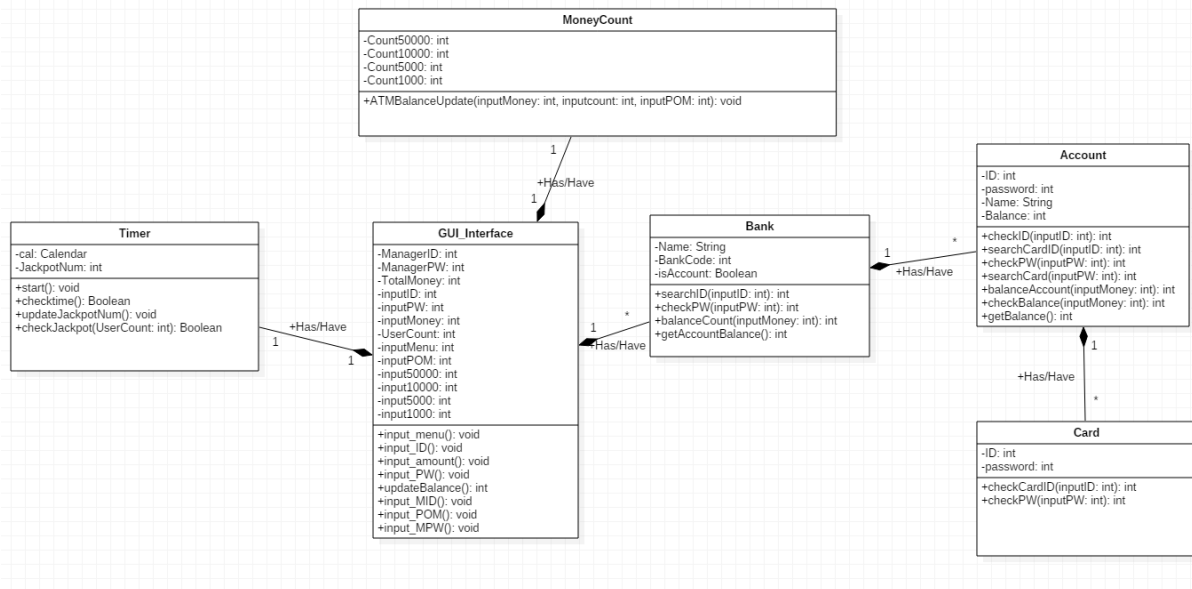 MoneyCount
-Count50000: int
-Count10000: int
-Count5000: int
-Count1000: int
+ATMBalanceUpdate(inputMoney: int, inputcount: int, inputPOM: int): void
1
+Has/Have
1
Timer
-cal: Calendar
-JackpotNum: int
+start(): void
+checktime(): Boolean
+updateJackpotNum(): void
+checkJackpot(UserCount: int): Boolean
+Has/Have
1
1
GUI_Interface
-ManagerID: int
-ManagerPW: int
-TotalMoney: int
-inputID: int
-inputPW: int
-inputMoney: int
-UserCount: int
-inputMenu: int
-inputPOM: int
-input50000: int
-input10000: int
-input5000: int
-input1000: int
+input_menu(): void
+input_ID(): void
+input_amount(): void
+input_PW(): void
+updateBalance(): int
+input_MID(): void
+input_POM(): void
+input_MPW(): void
1
*
+Has/Have
Bank
-Name: String
-BankCode: int
-isAccount: Boolean
+searchID(inputID: int): int
+checkPW(inputPW: int): int
+balanceCount(inputMoney: int): int
+getAccountBalance(): int
1
*
+Has/Have
Account
-ID: int
-password: int
-Name: String
-Balance: int
+checkID(inputID: int): int
+searchCardID(inputID: int): int
+checkPW(inputPW: int): int
+searchCard(inputPW: int): int
+balanceAccount(inputMoney: int): int
+checkBalance(inputMoney: int): int
+getBalance(): int
1
+Has/Have
*
Card
-ID: int
-password: int
+checkCardID(inputID: int): int
+checkPW(inputPW: int): int